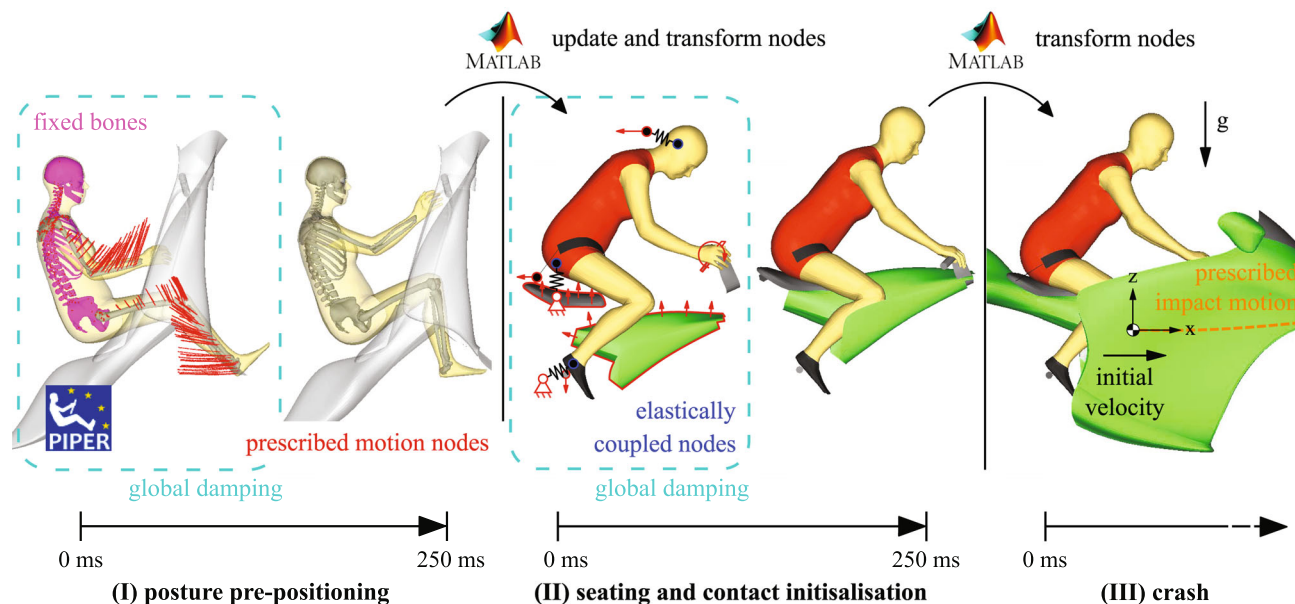 update and transform nodes
MATLAB
transform nodes
MATLAB
fixed bones
g
prescribed
impact motion
z
x
initial
velocity
PIPER
prescribed motion nodes
elastically
coupled nodes
global damping
global damping
0 ms
250 ms
0 ms
250 ms
0 ms
(I) posture pre-positioning
(II) seating and contact initisalisation
(III) crash